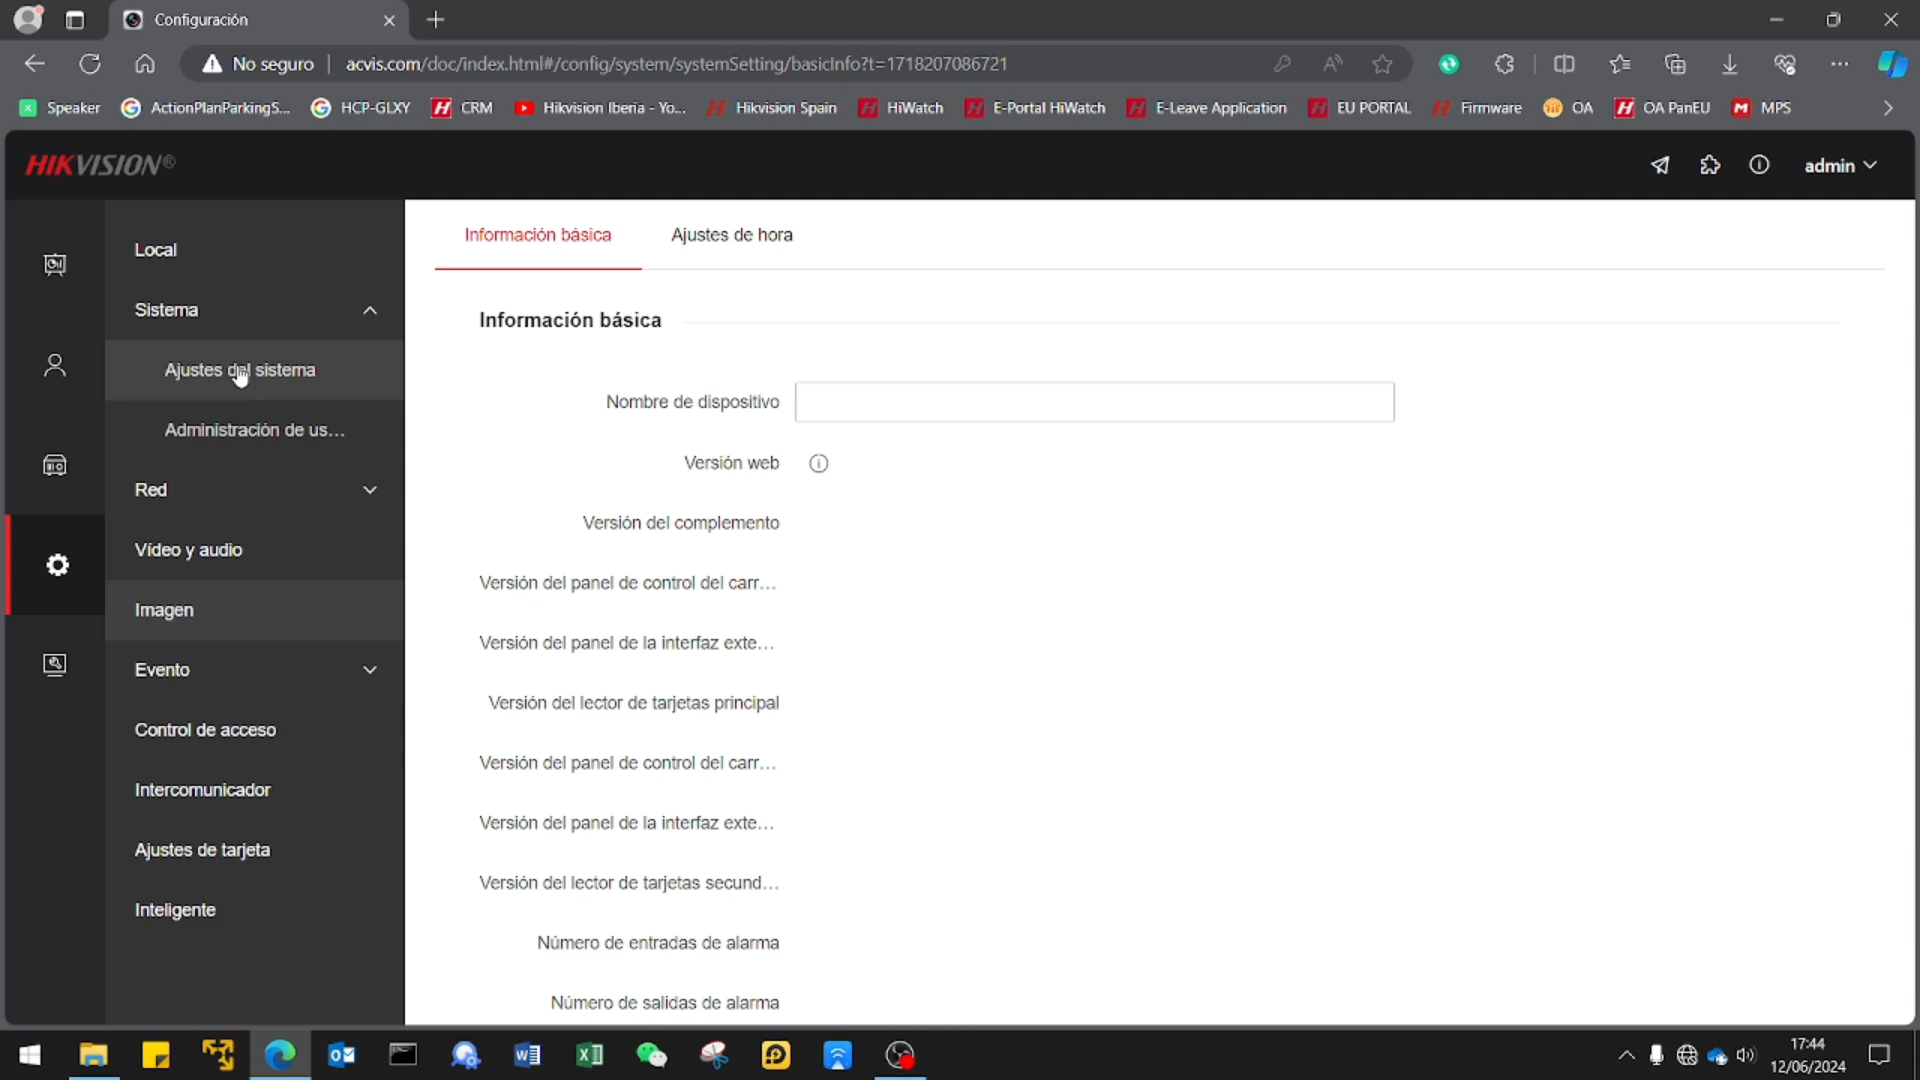 Configuración
No seguro
acvis.com/doc/index.html#/config/system/systemSetting/basicInfo?t=1718207086721
Speaker
ActionPlanParkingS...
HCP-GLXY
CRM
Hikvision Iberia - Yo...
Hikvision Spain
HiWatch
E-Portal HiWatch
E-Leave Application
EU PORTAL
Firmware
OA
OA PanEU
MPS
HIKVISION®
admin
Local
Sistema
Ajustes del sistema
Administración de us...
Red
Vídeo y audio
Imagen
Evento
Control de acceso
Intercomunicador
Ajustes de tarjeta
Inteligente
Información básica
Ajustes de hora
Información básica
Nombre de dispositivo
Versión web
Versión del complemento
Versión del panel de control del carr...
Versión del panel de la interfaz exte...
Versión del lector de tarjetas principal
Versión del panel de control del carr...
Versión del panel de la interfaz exte...
Versión del lector de tarjetas secund...
Número de entradas de alarma
Número de salidas de alarma
17:44
12/06/2024